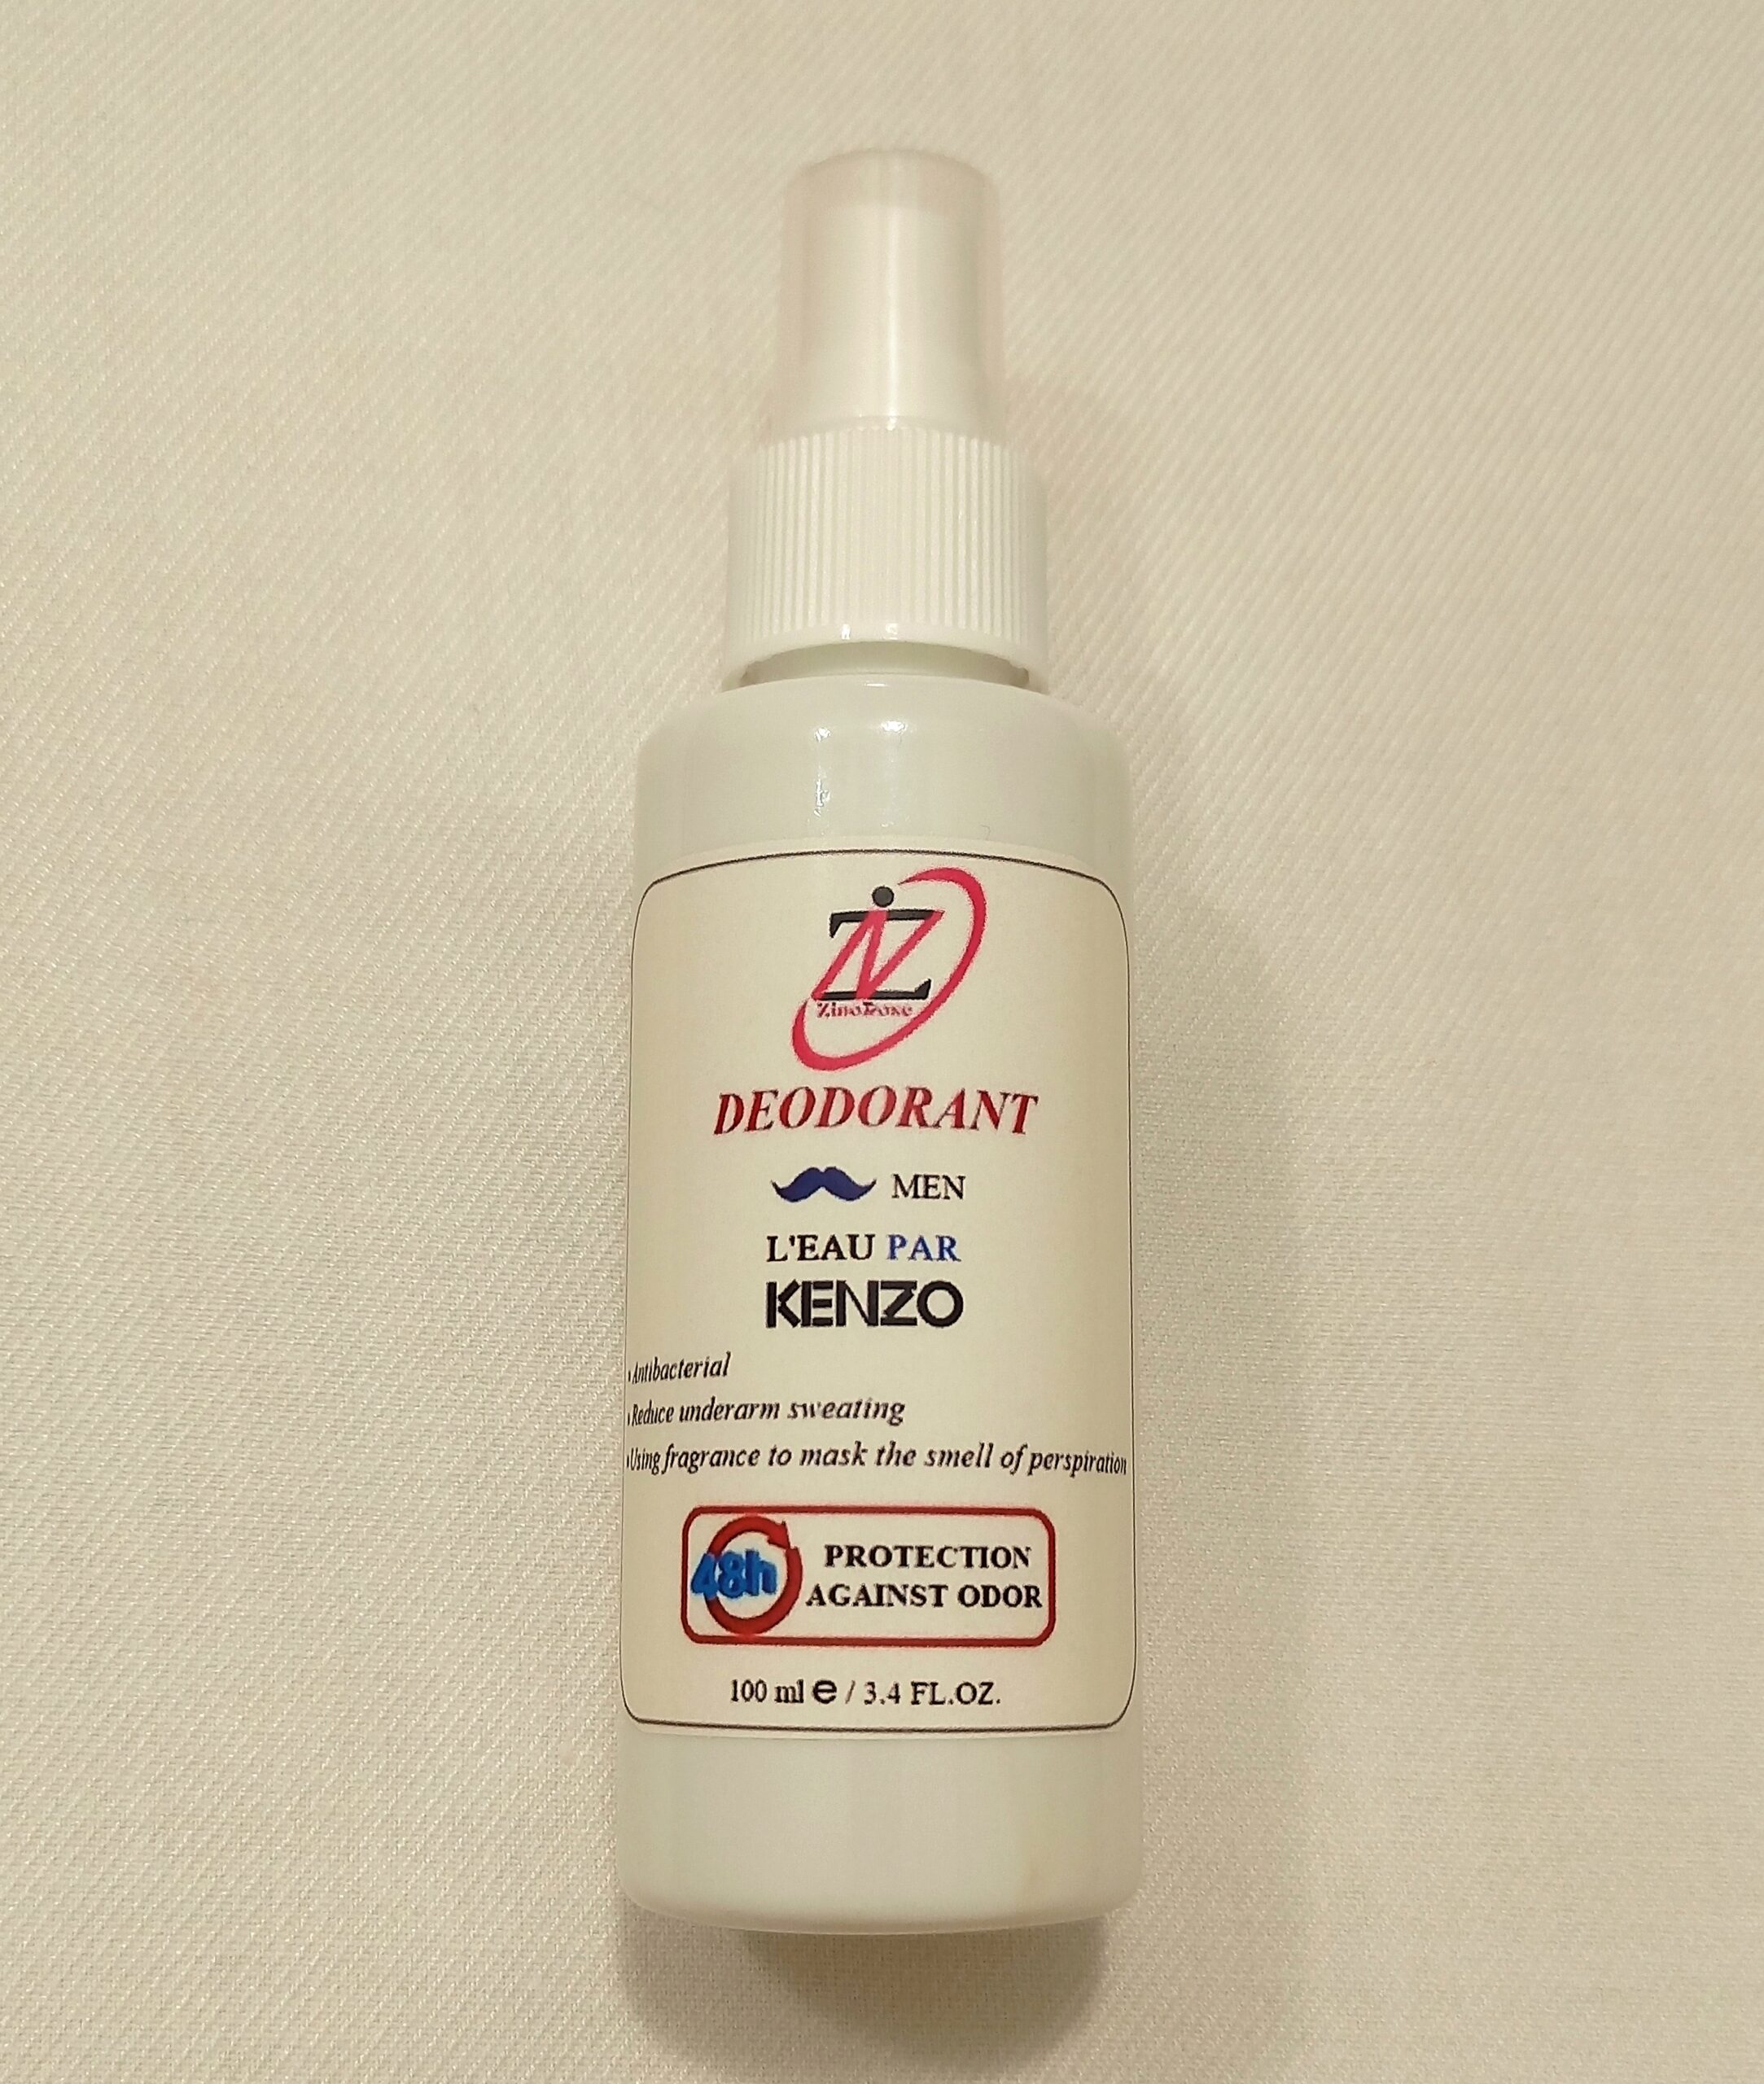 ZiNZ
DEODORANT
MEN
L'EAU PAR
KENZO
Antibacterial
Reduce underarm sweating
Using fragrance to mask the smell of perspiration
48h
PROTECTION
AGAINST ODOR
100 ml e / 3.4 FL.OZ.